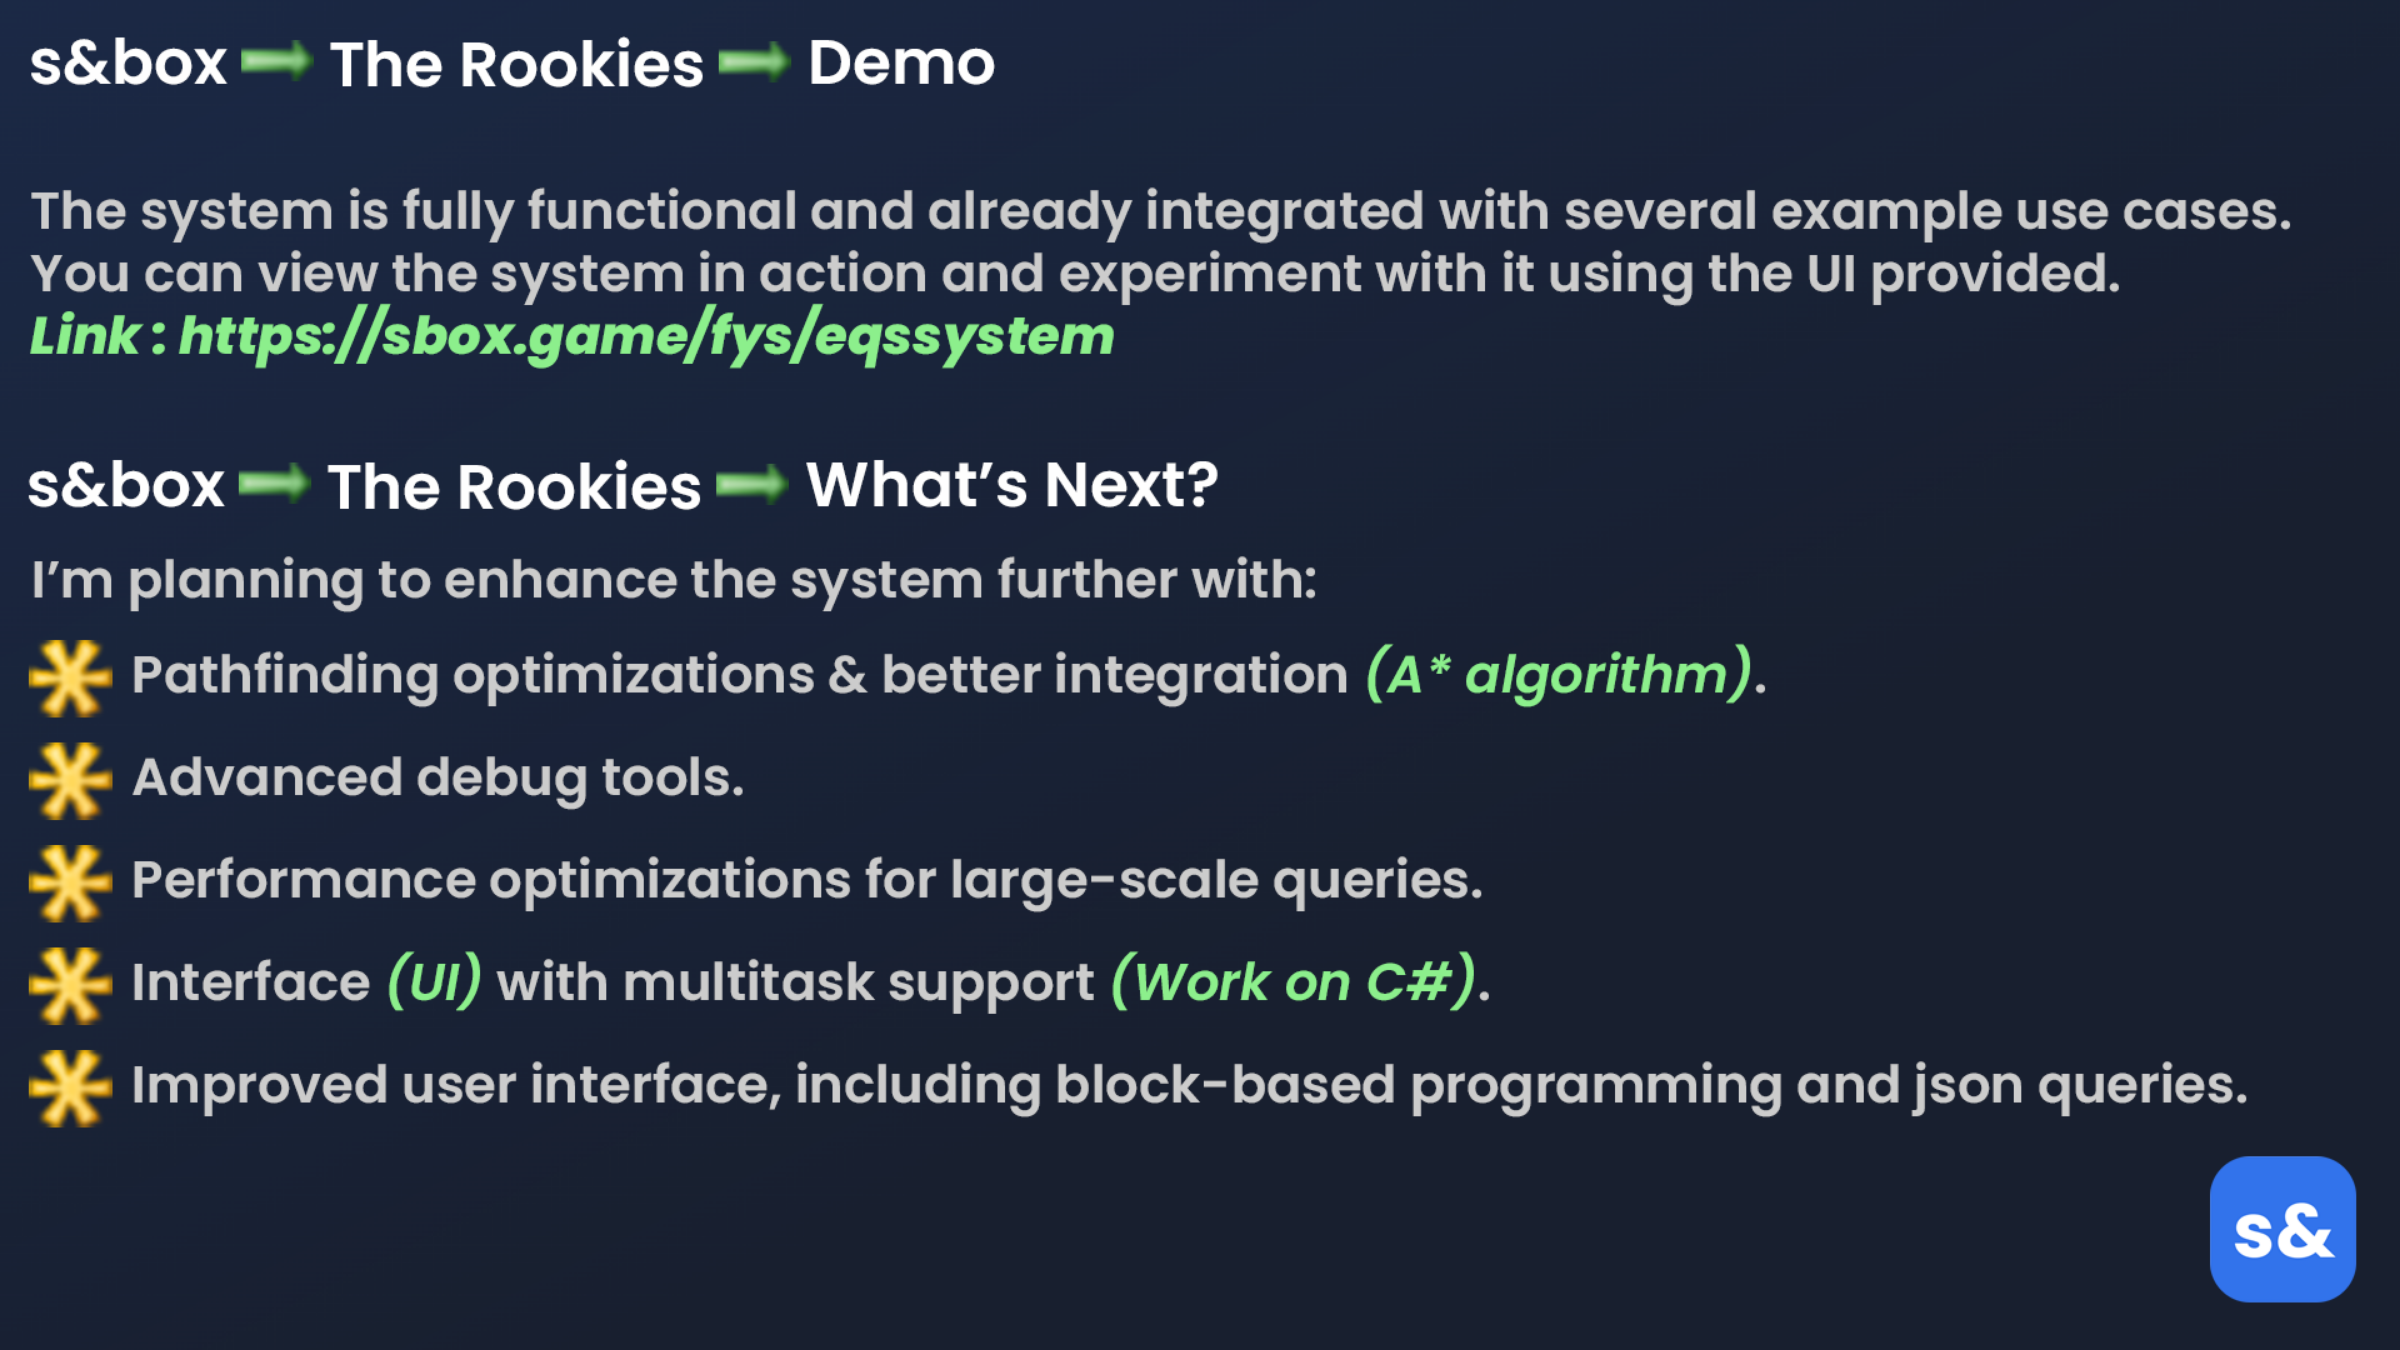 s&box ➡ The Rookies ➡ Demo
The system is fully functional and already integrated with several example use cases.
You can view the system in action and experiment with it using the UI provided.
Link : https://sbox.game/fys/eqssystem
s&box ➡ The Rookies ➡ What’s Next?
I’m planning to enhance the system further with:
* Pathfinding optimizations & better integration (A* algorithm).
* Advanced debug tools.
* Performance optimizations for large-scale queries.
* Interface (UI) with multitask support (Work on C#).
* Improved user interface, including block-based programming and json queries.
s&